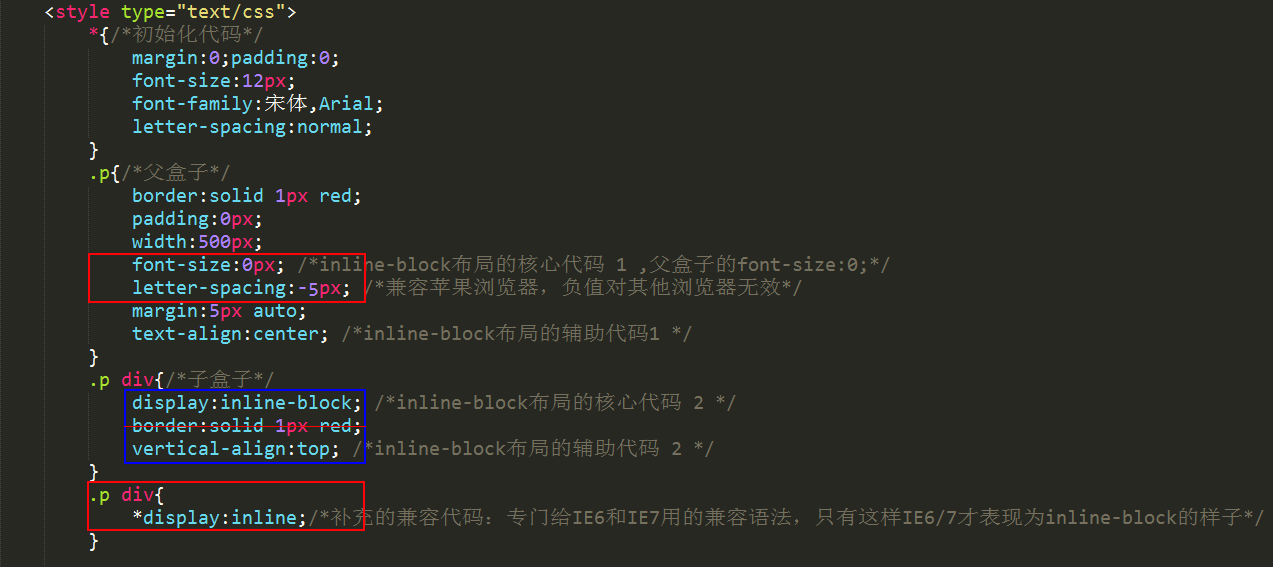 <style type="text/css">
*{/*初始化代码*/
margin:0;padding:0;
font-size:12px;
font-family:宋体,Arial;
letter-spacing:normal;
}
.p{/*父盒子*/
border:solid 1px red;
padding:0px;
width:500px;
font-size:0px; /*inline-block布局的核心代码 1 ,父盒子的font-size:0;*/
letter-spacing:-5px; /*兼容苹果浏览器，负值对其他浏览器无效*/
margin:5px auto;
text-align:center; /*inline-block布局的辅助代码1 */
}
.p div{/*子盒子*/
display:inline-block; /*inline-block布局的核心代码 2 */
border:solid 1px red;
vertical-align:top; /*inline-block布局的辅助代码 2 */
}
.p div{
*display:inline;/*补充的兼容代码：专门给IE6和IE7用的兼容语法，只有这样IE6/7才表现为inline-block的样子*/
}